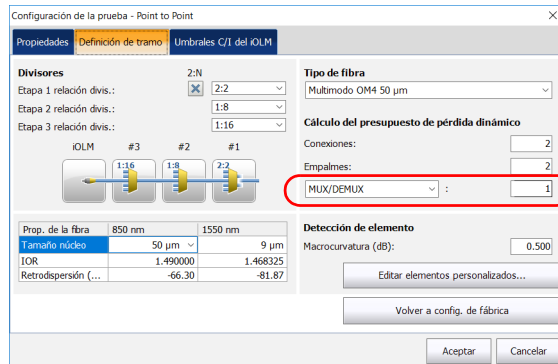 Configuración de la prueba - Point to Point
Propiedades Definición de tramo Umbrales C/I del iOLM
Divisores 2:N
Etapa 1 relación divis.: 2:2
Etapa 2 relación divis.: 1:8
Etapa 3 relación divis.: 1:16
iOLM #3 #2 #1
1:16 1:8 2:2
Prop. de la fbra 850 nm 1550 nm
Tamaño núcleo 50 µm 9 µm
IOR 1.490000 1.468325
Retrodispersión (... -66.30 -81.87
Tipo de fibra
Multimodo OM4 50 µm
Cálculo del presupuesto de pérdida dinámico
Conexiones: 2
Empalmes: 2
MUX/DEMUX : 1
Detección de elemento
Macrocurvatura (dB): 0.500
Editar elementos personalizados...
Volver a config. de fábrica
Aceptar Cancelar